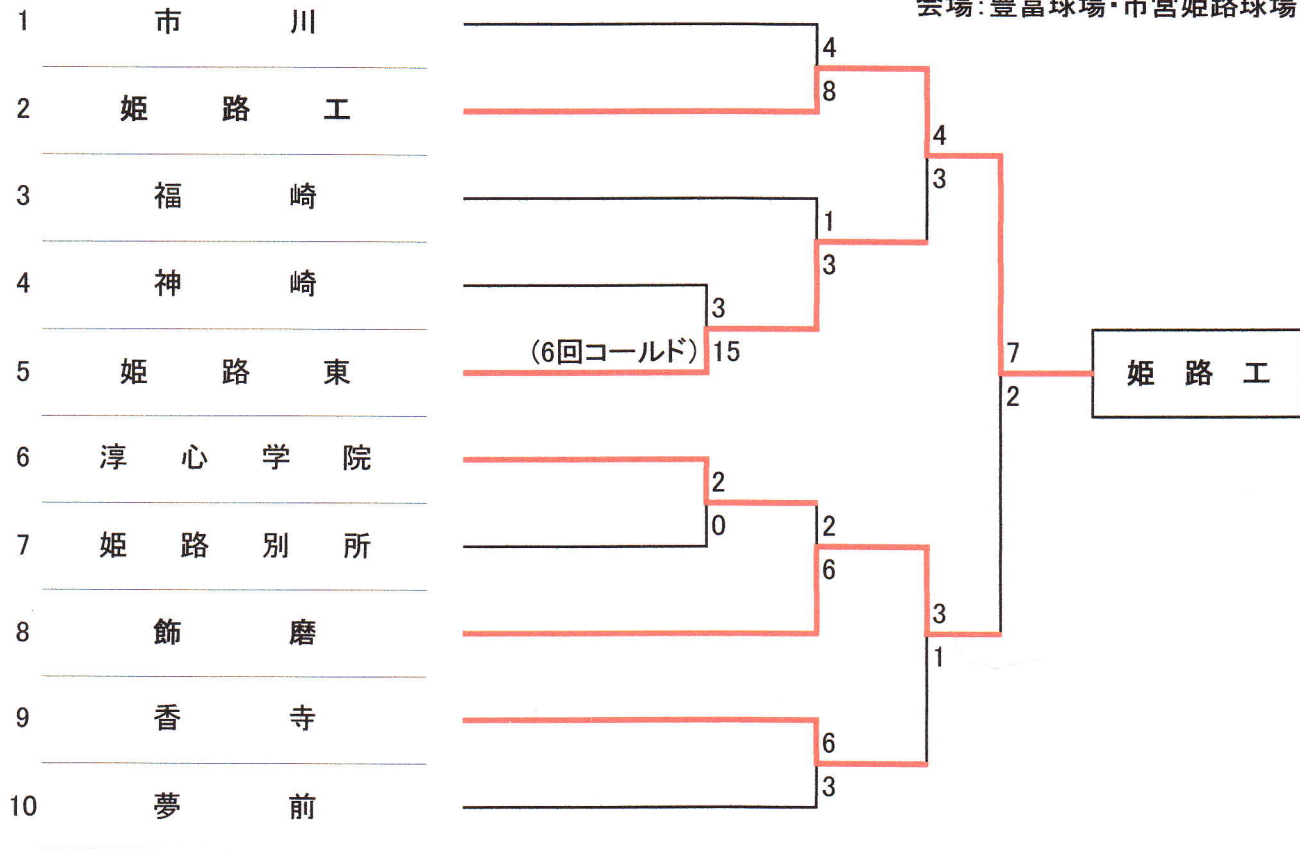 会場：豊富球場・市営姫路球場
1 市川
2 姫路工
3 福崎
4 神崎
5 姫路東
6 淳心学院
7 姫路別所
8 飾磨
9 香寺
10 夢前
4
8
1
3
3
(6回コールド) 15
4
3
2
0
2
6
6
3
3
1
7
2
姫路工